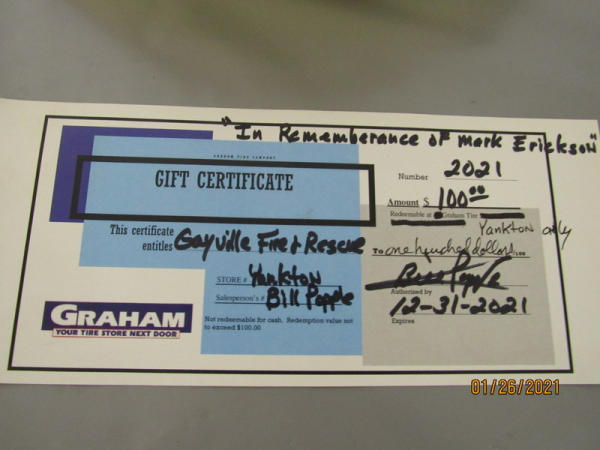 "In Rememberance of Mark Erickson"
GRAHAM TIRE COMPANY
GIFT CERTIFICATE
Number 2021
Amount $ 100.00
Redeemable at Graham Tire
Yankton only
This certificate
entitles Gayville Fire & Rescue
To one hundred dollars/100
STORE # Yankton
Salesperson's # Bill Popple
Authorized by
12-31-2021
Expires
Not redeemable for cash. Redemption value not
to exceed $100.00
GRAHAM
YOUR TIRE STORE NEXT DOOR
01/26/2021